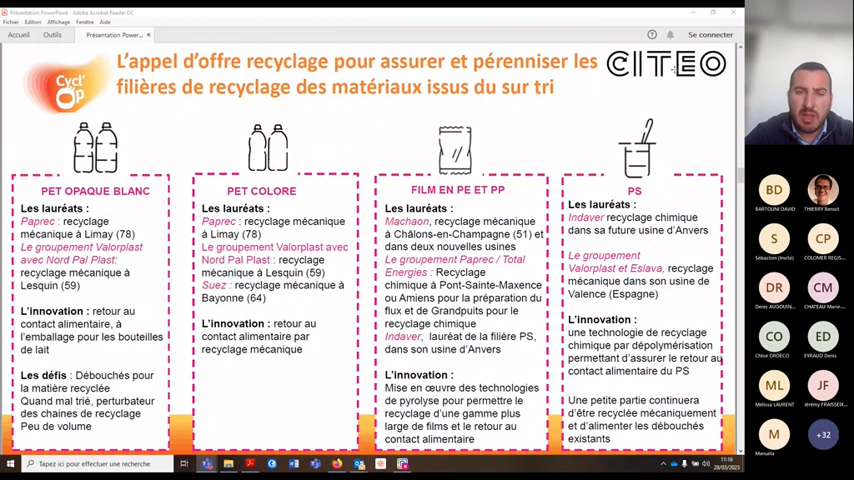 Présentation PowerPoint - Adobe Acrobat Reader DC
Fichier Edition Affichage Fenêtre Aide
Accueil Outils Présentation Power... × Se connecter
Cycl'Op
L'appel d'offre recyclage pour assurer et pérenniser les
filières de recyclage des matériaux issus du sur tri
CITEO
PET OPAQUE BLANC
Les lauréats :
Paprec : recyclage
mécanique à Limay (78)
Le groupement Valorplast
avec Nord Pal Plast:
recyclage mécanique à
Lesquin (59)
L'innovation : retour au
contact alimentaire, à
l'emballage pour les bouteilles
de lait
Les défis : Débouchés pour
la matière recyclée
Quand mal trié, perturbateur
des chaines de recyclage
Peu de volume
PET COLORE
Les lauréats :
Paprec : recyclage mécanique
à Limay (78)
Le groupement Valorplast avec
Nord Pal Plast : recyclage
mécanique à Lesquin (59)
Suez : recyclage mécanique à
Bayonne (64)
L'innovation : retour au
contact alimentaire par
recyclage mécanique
FILM EN PE ET PP
Les lauréats :
Machaon, recyclage mécanique
à Châlons-en-Champagne (51) et
dans deux nouvelles usines
Le groupement Paprec / Total
Energies : Recyclage
chimique à Pont-Sainte-Maxence
ou Amiens pour la préparation du
flux et de Grandpuits pour le
recyclage chimique
Indaver, lauréat de la filière PS,
dans son usine d'Anvers
L'innovation :
Mise en œuvre des technologies
de pyrolyse pour permettre le
recyclage d'une gamme plus
large de films et le retour au
contact alimentaire
PS
Les lauréats :
Indaver recyclage chimique
dans sa future usine d'Anvers
Le groupement
Valorplast et Eslava, recyclage
mécanique dans son usine de
Valence (Espagne)
L'innovation :
une technologie de recyclage
chimique par dépolymérisation
permettant d'assurer le retour au
contact alimentaire du PS
Une petite partie continuera
d'être recyclée mécaniquement
et d'alimenter les débouchés
existants
BD
BARTOLINI DAVID
THIERRY Benoit
S
Sébastien (Invité)
CP
COLOMER REGIS...
DR
Denis AUDOUIN...
CM
CHATEAU Marie-...
CO
Chloe ORDECO
ED
EYRAUD Denis
ML
Mélissa LAURENT
JF
Jérémy FRAISSEIX...
M
Manuela
+32
Tapez ici pour effectuer une recherche
11:16
28/03/2023